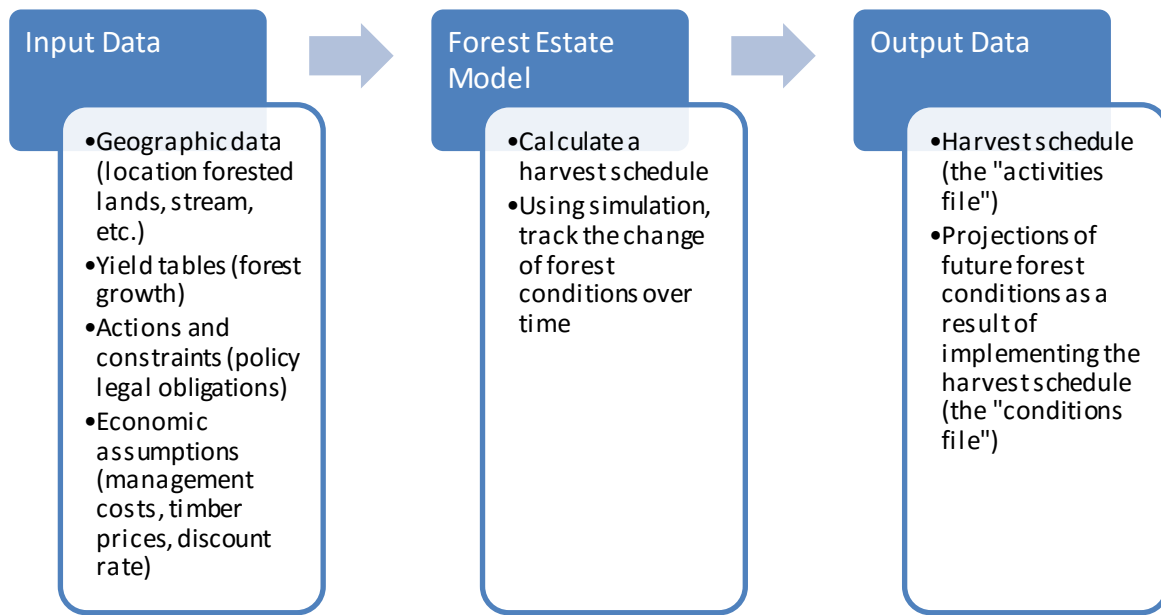 Input Data
•Geographic data
(location forested
lands, stream,
etc.)
•Yield tables (forest
growth)
•Actions and
constraints (policy
legal obligations)
•Economic
assumptions
(management
costs, timber
prices, discount
rate)
Forest Estate
Model
•Calculate a
harvest schedule
•Using simulation,
track the change
of forest
conditions over
time
Output Data
•Harvest schedule
(the "activities
file")
•Projections of
future forest
conditions as a
result of
implementing the
harvest schedule
(the "conditions
file")